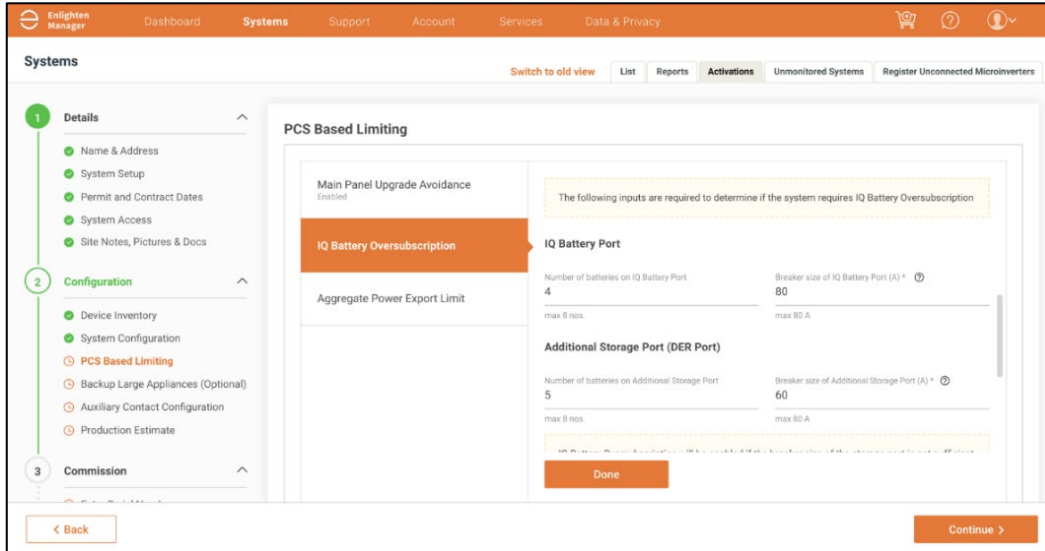 Enlighten
Manager
Dashboard Systems Support Account Services Data & Privacy
Systems
Switch to old view List Reports Activations Unmonitored Systems Register Unconnected Microinverters
1 Details
Name & Address
System Setup
Permit and Contract Dates
System Access
Site Notes, Pictures & Docs
2 Configuration
Device Inventory
System Configuration
PCS Based Limiting
Backup Large Appliances (Optional)
Auxiliary Contact Configuration
Production Estimate
3 Commission
PCS Based Limiting
Main Panel Upgrade Avoidance
Enabled
IQ Battery Oversubscription
Aggregate Power Export Limit
The following inputs are required to determine if the system requires IQ Battery Oversubscription
IQ Battery Port
Number of batteries on IQ Battery Port Breaker size of IQ Battery Port (A) *
4 80
max 8 nos. max 80 A
Additional Storage Port (DER Port)
Number of batteries on Additional Storage Port Breaker size of Additional Storage Port (A) *
5 60
max 8 nos. max 80 A
Done
< Back Continue >